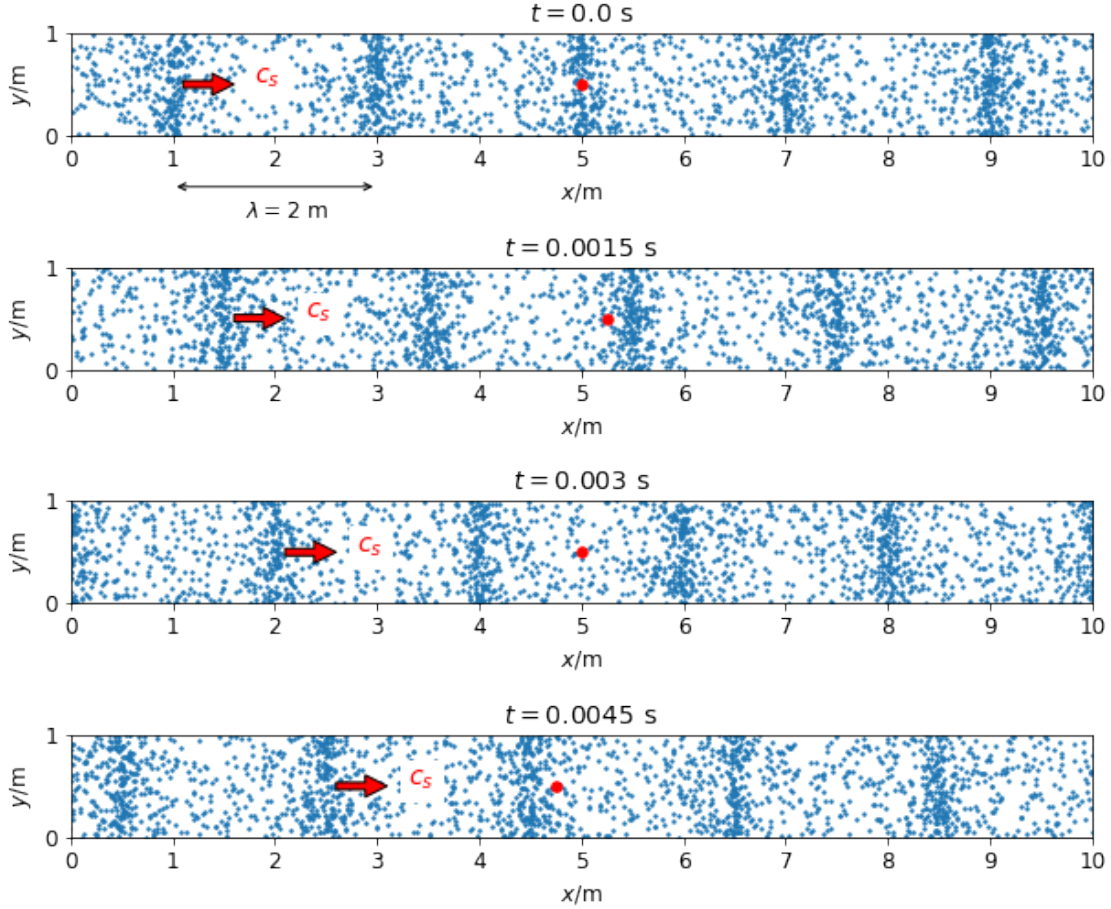 t = 0.0 s
1
y/m
c_s
0
0 1 2 3 4 5 6 7 8 9 10
x/m
λ = 2 m
t = 0.0015 s
1
y/m
c_s
0
0 1 2 3 4 5 6 7 8 9 10
x/m
t = 0.003 s
1
y/m
c_s
0
0 1 2 3 4 5 6 7 8 9 10
x/m
t = 0.0045 s
1
y/m
c_s
0
0 1 2 3 4 5 6 7 8 9 10
x/m